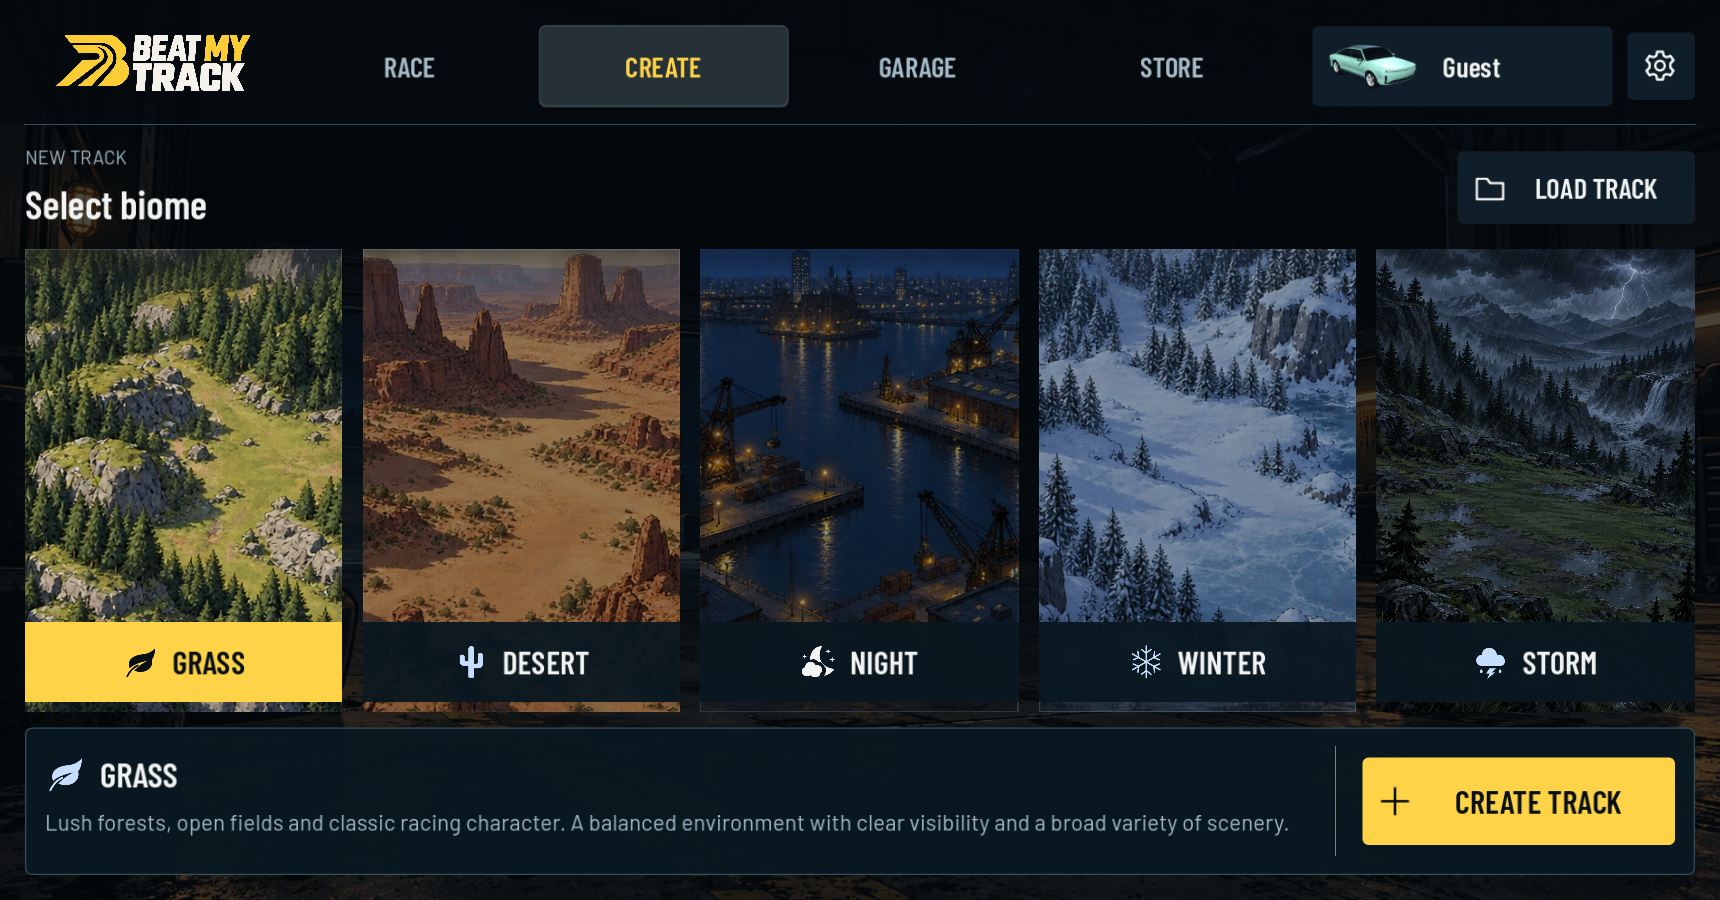 BEAT MY
TRACK
RACE
CREATE
GARAGE
STORE
Guest
NEW TRACK
Select biome
LOAD TRACK
GRASS
DESERT
NIGHT
WINTER
STORM
GRASS
Lush forests, open fields and classic racing character. A balanced environment with clear visibility and a broad variety of scenery.
CREATE TRACK